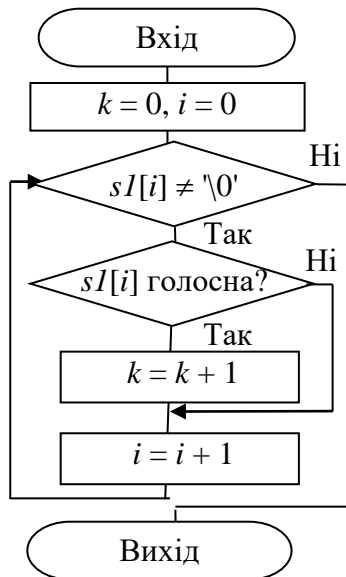 Вхід
k = 0, i = 0
Ні
s1[i] ≠ '\0'
Так
Ні
s1[i] голосна?
Так
k = k + 1
i = i + 1
Вихід